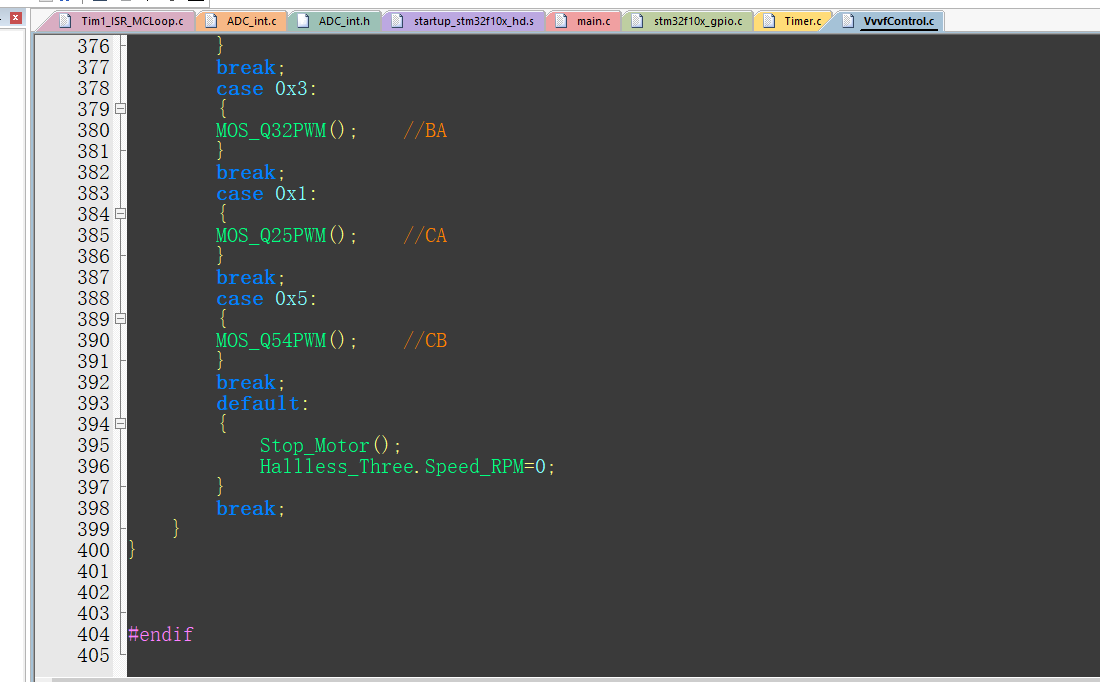 Tim1_ISR_MCLoop.c ADC_int.c ADC_int.h startup_stm32f10x_hd.s main.c stm32f10x_gpio.c Timer.c VvvfControl.c
376 }
377 break;
378 case 0x3:
379 {
380 MOS_Q32PWM(); //BA
381 }
382 break;
383 case 0x1:
384 {
385 MOS_Q25PWM(); //CA
386 }
387 break;
388 case 0x5:
389 {
390 MOS_Q54PWM(); //CB
391 }
392 break;
393 default:
394 {
395 Stop_Motor();
396 Hallless_Three.Speed_RPM=0;
397 }
398 break;
399 }
400 }
401
402
403
404 #endif
405